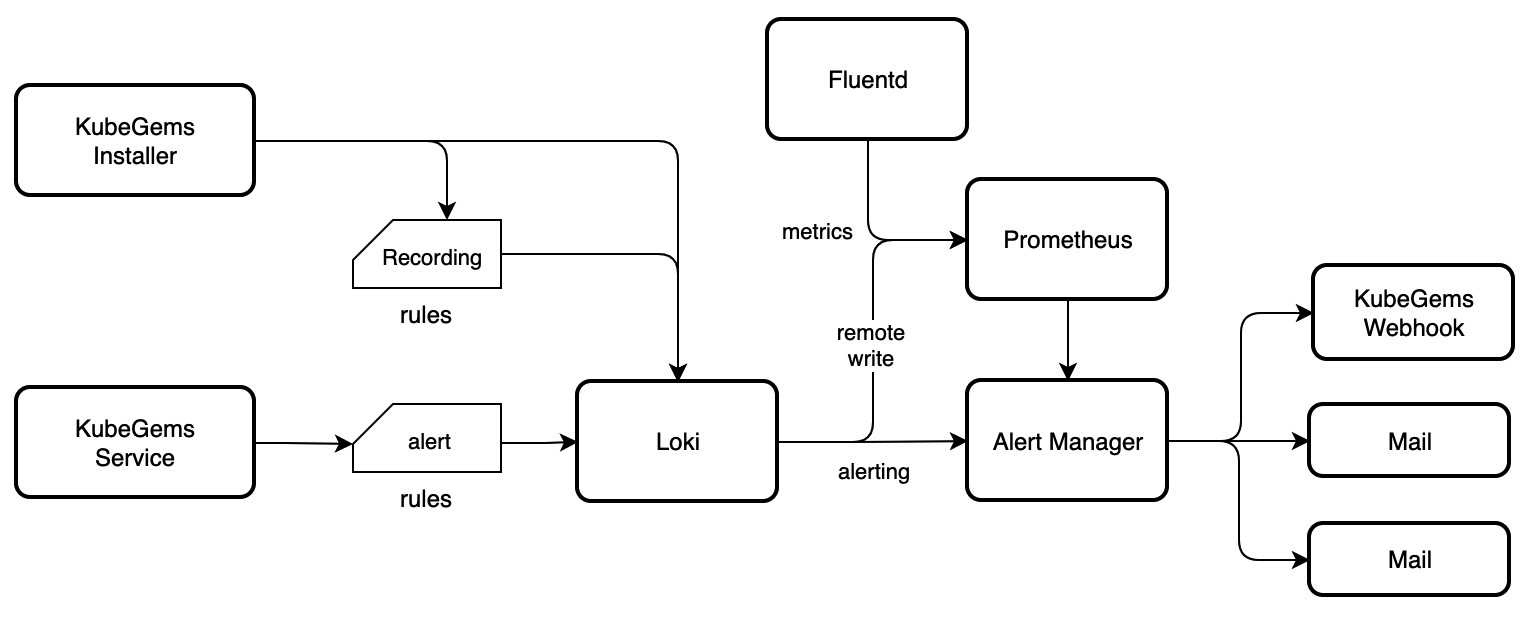 Fluentd
KubeGems
Installer
metrics
Prometheus
Recording
rules
KubeGems
Webhook
remote
write
KubeGems
Service
alert
rules
Loki
alerting
Alert Manager
Mail
Mail